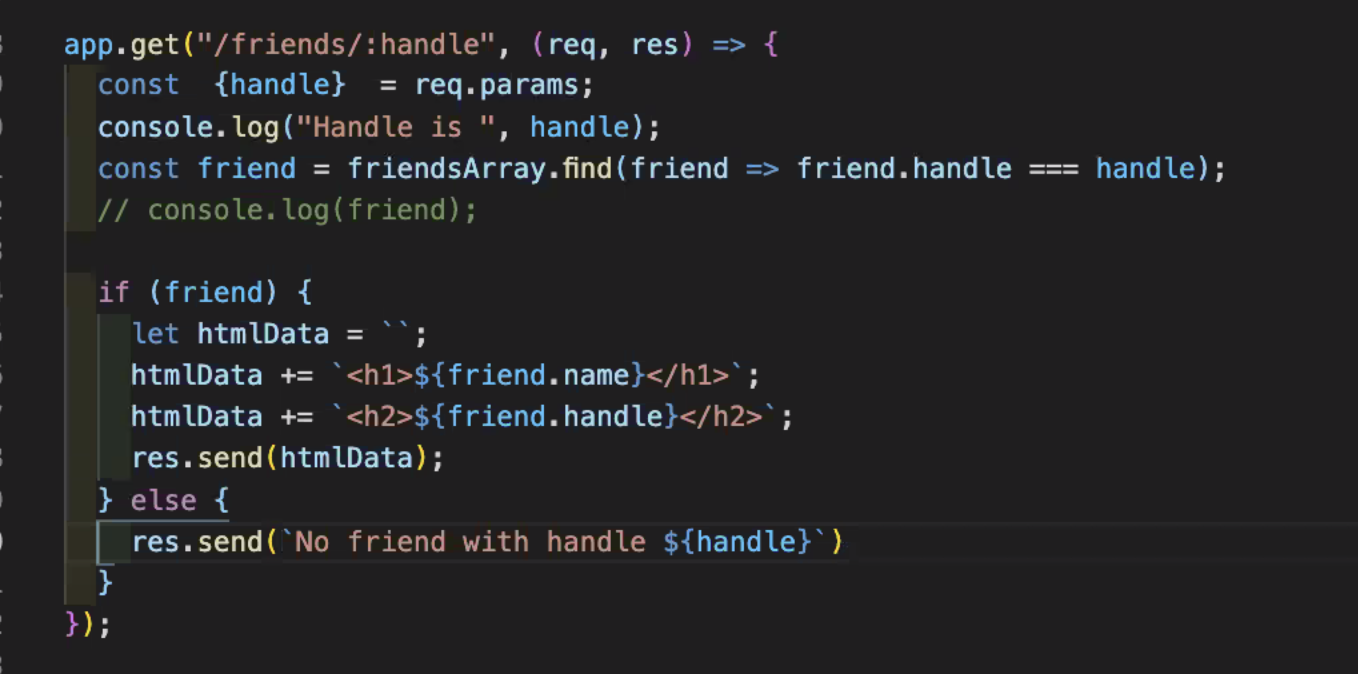 app.get("/friends/:handle", (req, res) => {
const  {handle}  = req.params;
console.log("Handle is ", handle);
const friend = friendsArray.find(friend => friend.handle === handle);
// console.log(friend);
if (friend) {
let htmlData = ``;
htmlData += `<h1>${friend.name}</h1>`;
htmlData += `<h2>${friend.handle}</h2>`;
res.send(htmlData);
} else {
res.send(`No friend with handle ${handle}`)
}
});